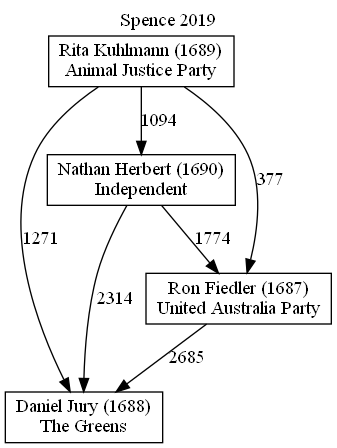 Spence 2019
Rita Kuhlmann (1689)
Animal Justice Party
1094
Nathan Herbert (1690)
Independent
377
1271
1774
2314
Ron Fiedler (1687)
United Australia Party
2685
Daniel Jury (1688)
The Greens